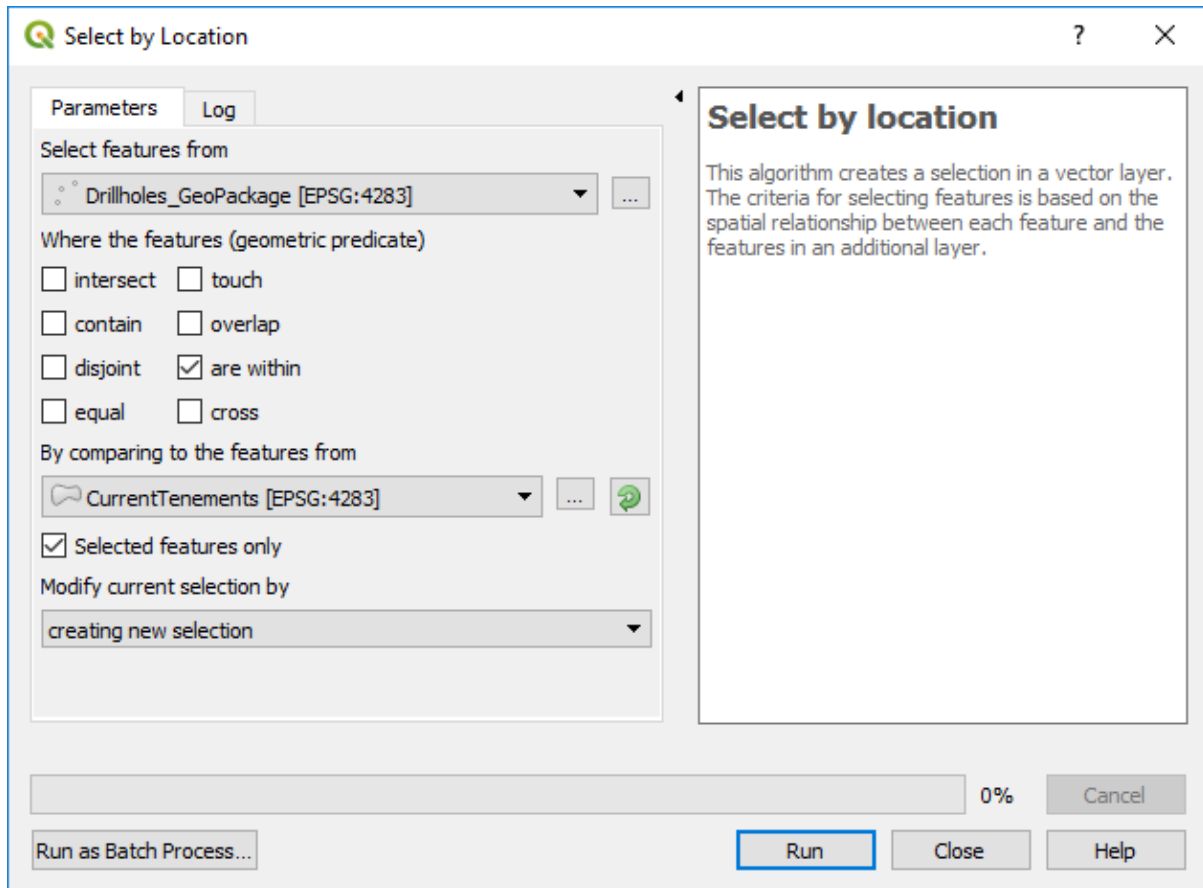 Select by Location
?
Parameters
Log
Select features from
Drillholes_GeoPackage [EPSG:4283]
...
Where the features (geometric predicate)
intersect touch
contain overlap
disjoint are within
equal cross
By comparing to the features from
CurrentTenements [EPSG:4283]
...
Selected features only
Modify current selection by
creating new selection
Select by location
This algorithm creates a selection in a vector layer.
The criteria for selecting features is based on the
spatial relationship between each feature and the
features in an additional layer.
0%
Cancel
Run as Batch Process...
Run
Close
Help